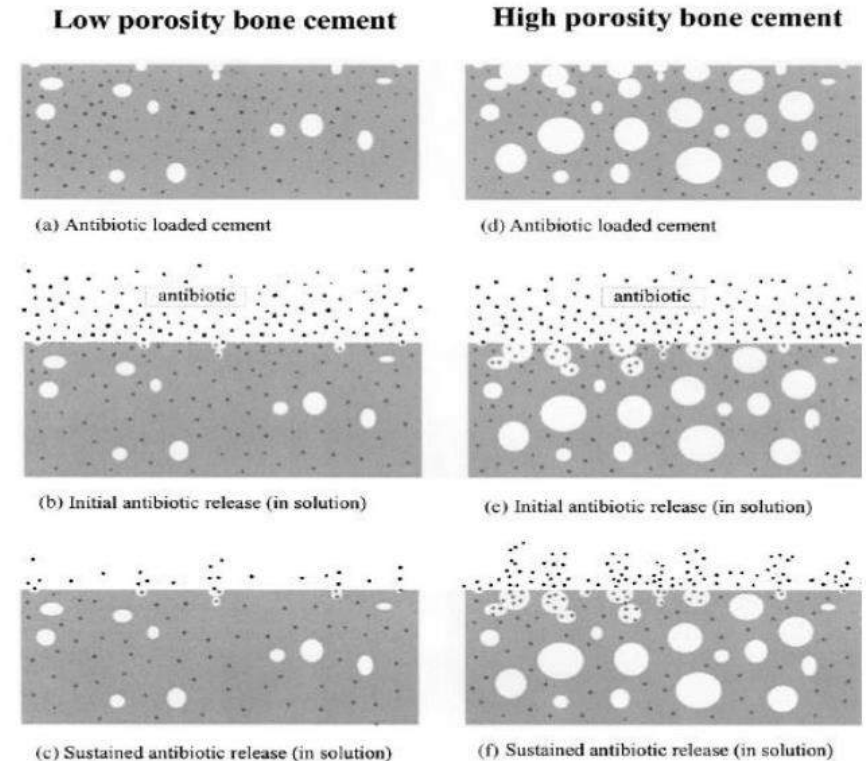 Low porosity bone cement
High porosity bone cement
(a) Antibiotic loaded cement
(d) Antibiotic loaded cement
antibiotic
antibiotic
(b) Initial antibiotic release (in solution)
(e) Initial antibiotic release (in solution)
(c) Sustained antibiotic release (in solution)
(f) Sustained antibiotic release (in solution)